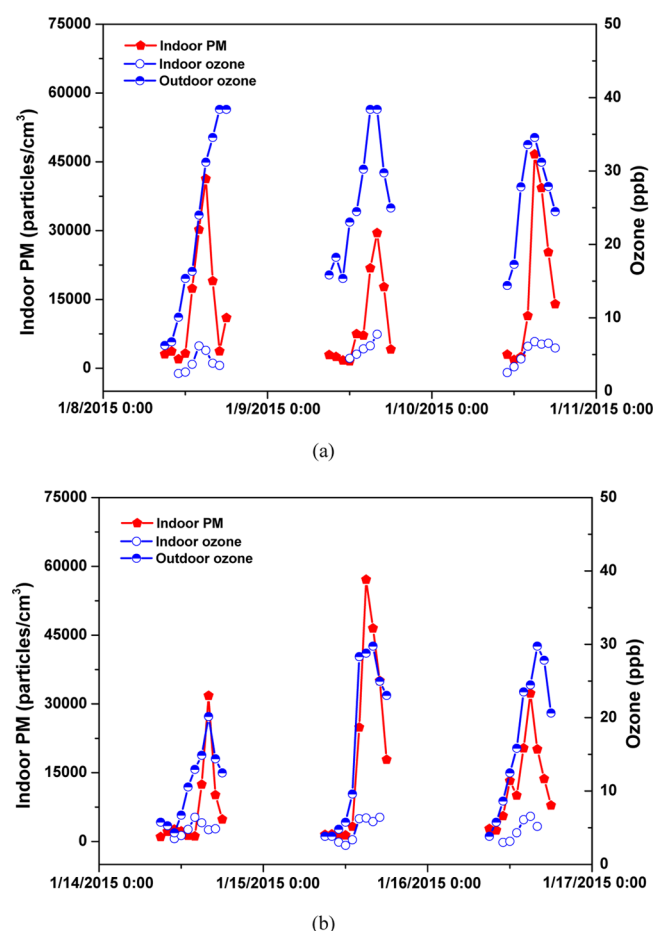 75000
60000
45000
30000
15000
0
Indoor PM (particles/cm³)
Indoor PM
Indoor ozone
Outdoor ozone
50
40
30
20
10
0
Ozone (ppb)
1/8/2015 0:00 1/9/2015 0:00 1/10/2015 0:00 1/11/2015 0:00
(a)
75000
60000
45000
30000
15000
0
Indoor PM (particles/cm³)
Indoor PM
Indoor ozone
Outdoor ozone
50
40
30
20
10
0
Ozone (ppb)
1/14/2015 0:00 1/15/2015 0:00 1/16/2015 0:00 1/17/2015 0:00
(b)